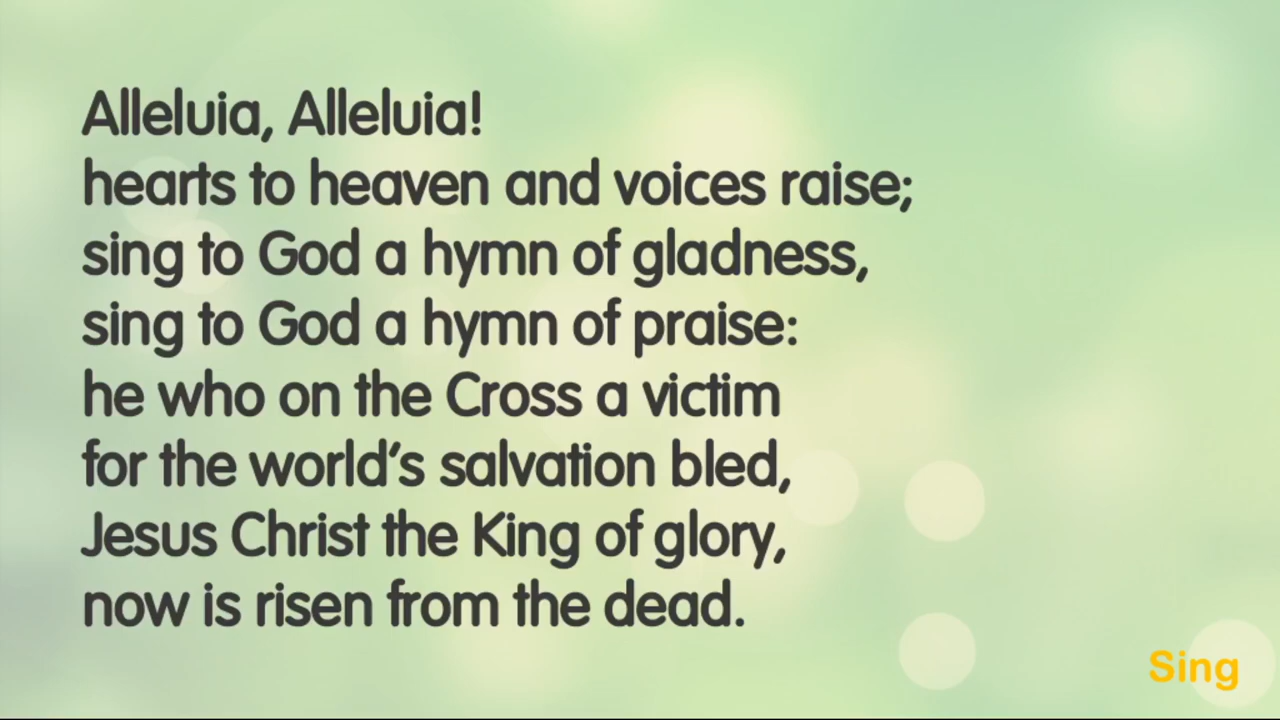 Alleluia, Alleluia!
hearts to heaven and voices raise;
sing to God a hymn of gladness,
sing to God a hymn of praise:
he who on the Cross a victim
for the world’s salvation bled,
Jesus Christ the King of glory,
now is risen from the dead.
Sing